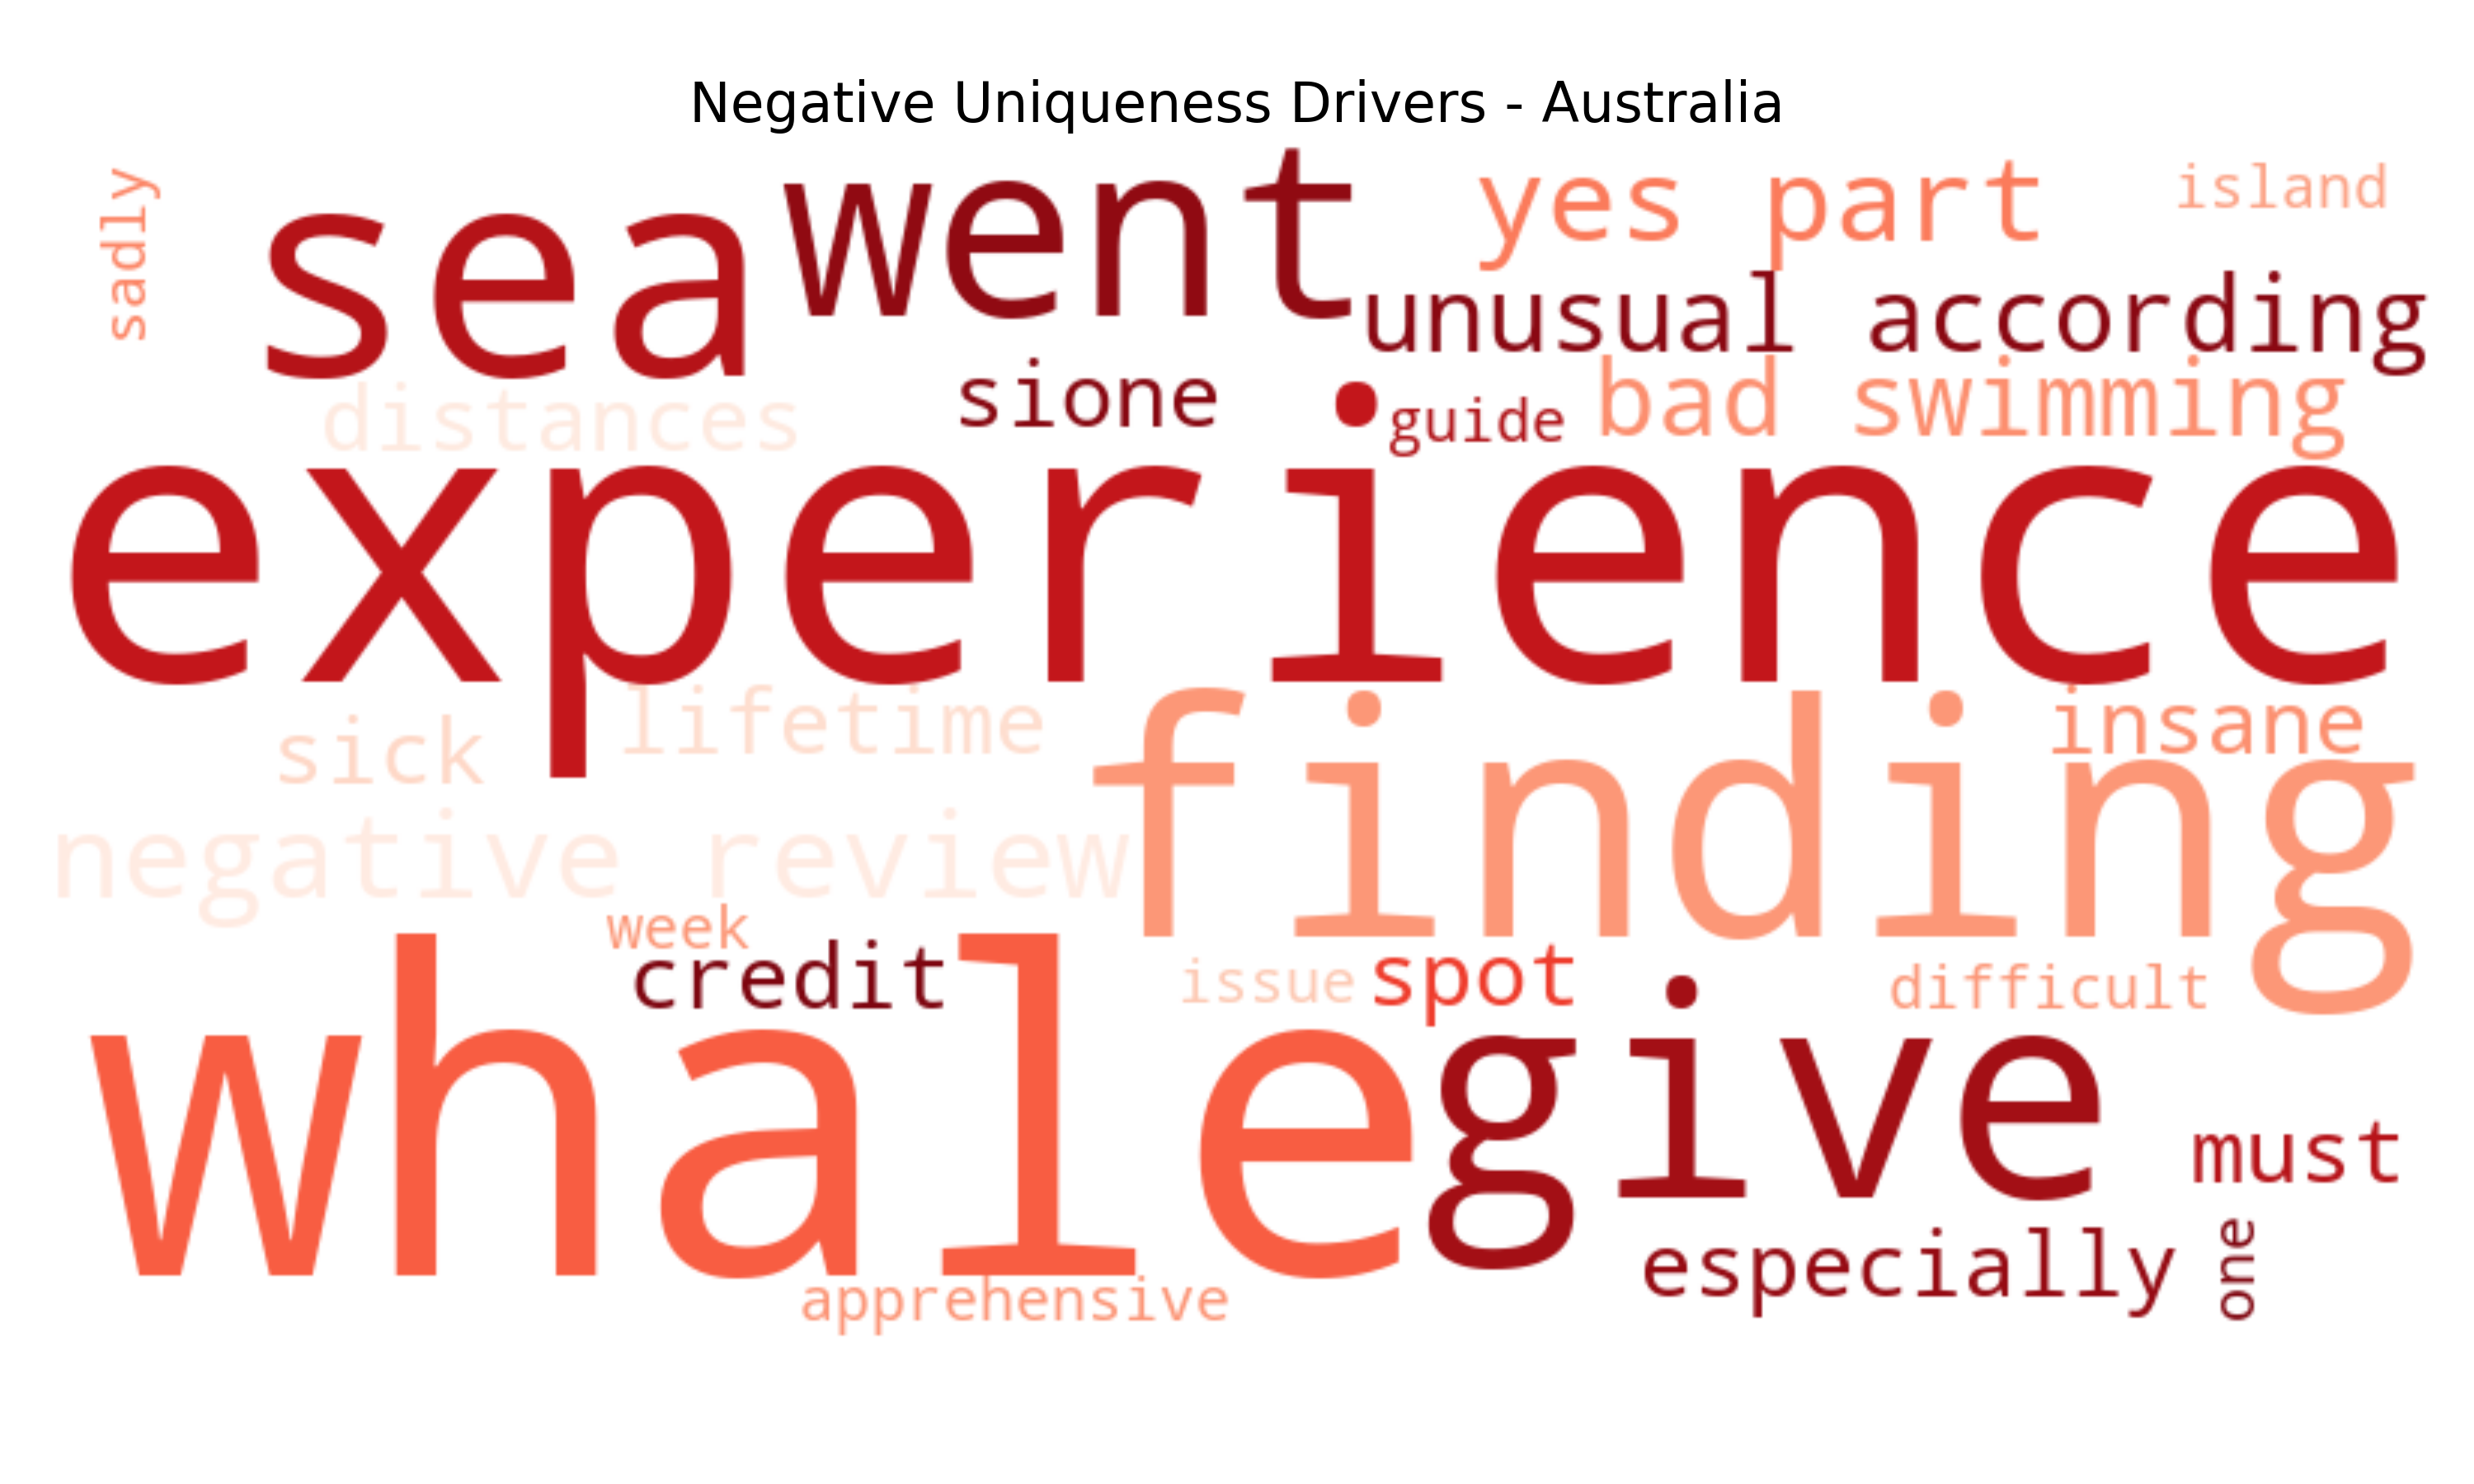 Negative Uniqueness Drivers - Australia
sadly
sea
went
yes part
island
unusual according
distances
sione
guide
bad swimming
experience
sick
lifetime
finding
insane
negative review
week
credit
issue
spot
difficult
whale
give
must
especially
one
apprehensive